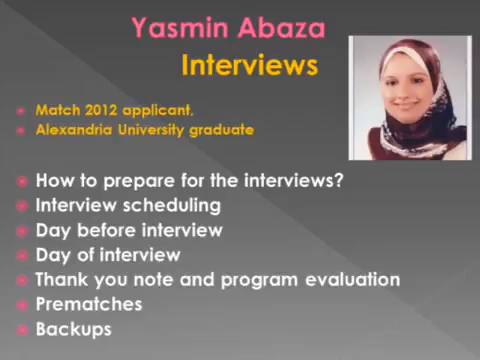 Yasmin Abaza
Interviews
Match 2012 applicant,
Alexandria University graduate
How to prepare for the interviews?
Interview scheduling
Day before interview
Day of interview
Thank you note and program evaluation
Prematches
Backups